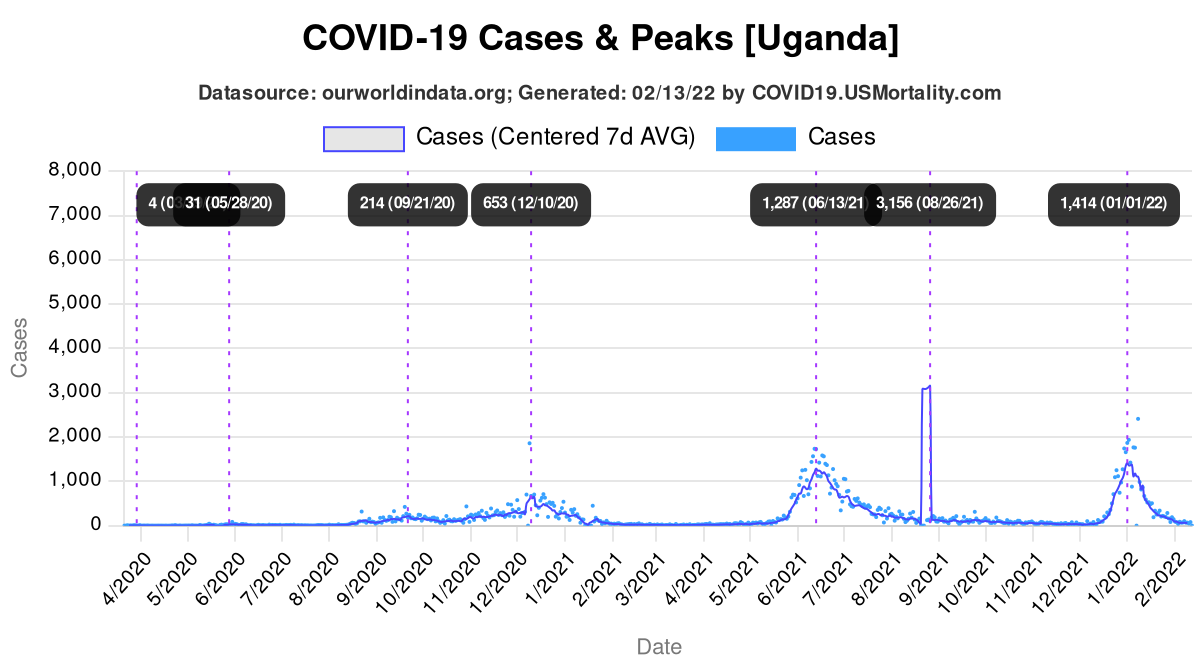 COVID-19 Cases & Peaks [Uganda]
Datasource: ourworldindata.org; Generated: 02/13/22 by COVID19.USMortality.com
Cases (Centered 7d AVG) Cases
8,000
4 (0 31 (05/28/20) 214 (09/21/20) 653 (12/10/20) 1,287 (06/13/21) 3,156 (08/26/21) 1,414 (01/01/22)
7,000
6,000
5,000
4,000
3,000
2,000
1,000
0
Cases
4/2020 5/2020 6/2020 7/2020 8/2020 9/2020 10/2020 11/2020 12/2020 1/2021 2/2021 3/2021 4/2021 5/2021 6/2021 7/2021 8/2021 9/2021 10/2021 11/2021 12/2021 1/2022 2/2022
Date